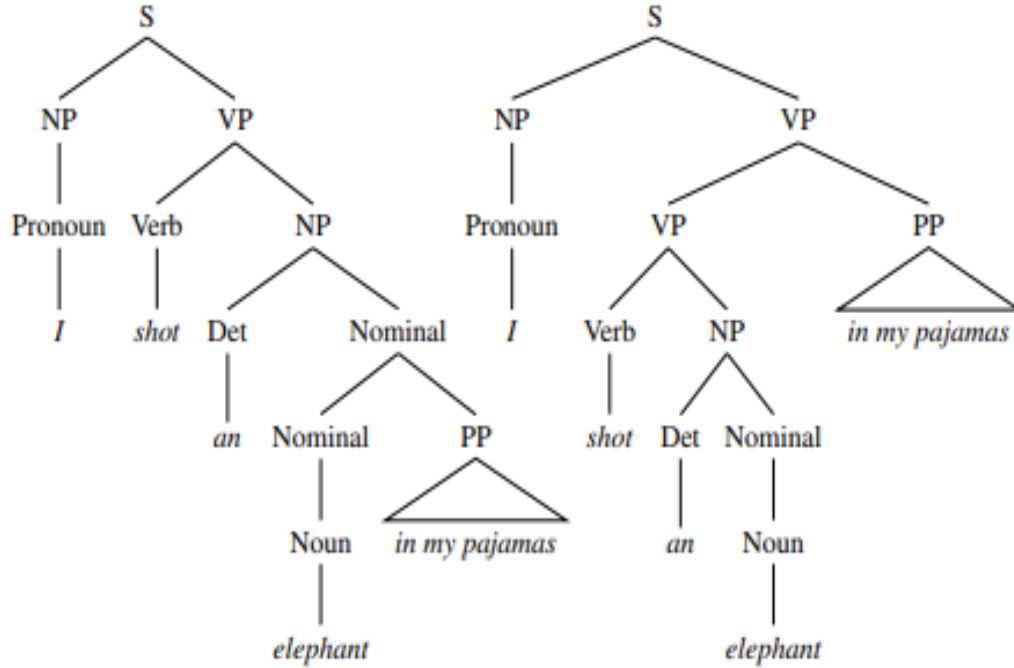 S S
NP VP NP VP
Pronoun Verb NP Pronoun VP PP
I shot Det Nominal I Verb NP in my pajamas
an Nominal PP shot Det Nominal
Noun in my pajamas an Noun
elephant elephant